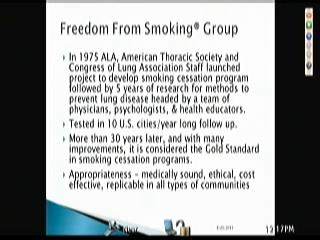 Freedom From Smoking® Group
In 1975 ALA, American Thoracic Society and
Congress of Lung Association Staff launched
project to develop smoking cessation program
followed by 5 years of research for methods to
prevent lung disease headed by a team of
physicians, psychologists, & health educators.
Tested in 10 U.S. cities/year long follow up.
More than 30 years later, and with many
improvements, it is considered the Gold Standard
in smoking cessation programs.
Appropriateness – medically sound, ethical, cost
effective, replicable in all types of communities
12:17PM